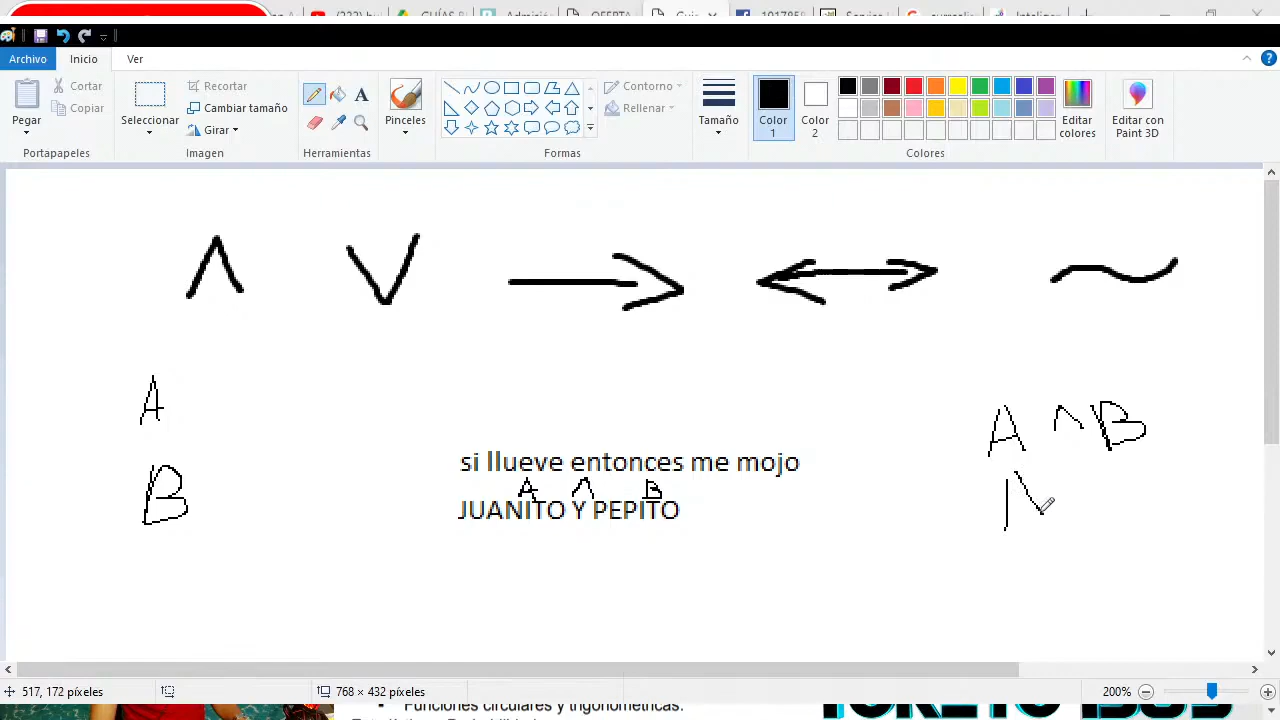 Archivo Inicio Ver
Pegar
Cortar
Copiar
Portapapeles
Seleccionar
Recortar
Cambiar tamaño
Girar
Imagen
A
Herramientas
Pinceles
Contorno
Rellenar
Formas
Tamaño
Color 1
Color 2
Editar colores
Colores
Editar con Paint 3D
∧ ∨ → ↔ ~
A
A ∧ B
si llueve entonces me mojo
B
A ∧ B
JUANITO Y PEPITO
517, 172 píxeles
768 × 432 píxeles
200%
Funciones circulares y trigonométricas.